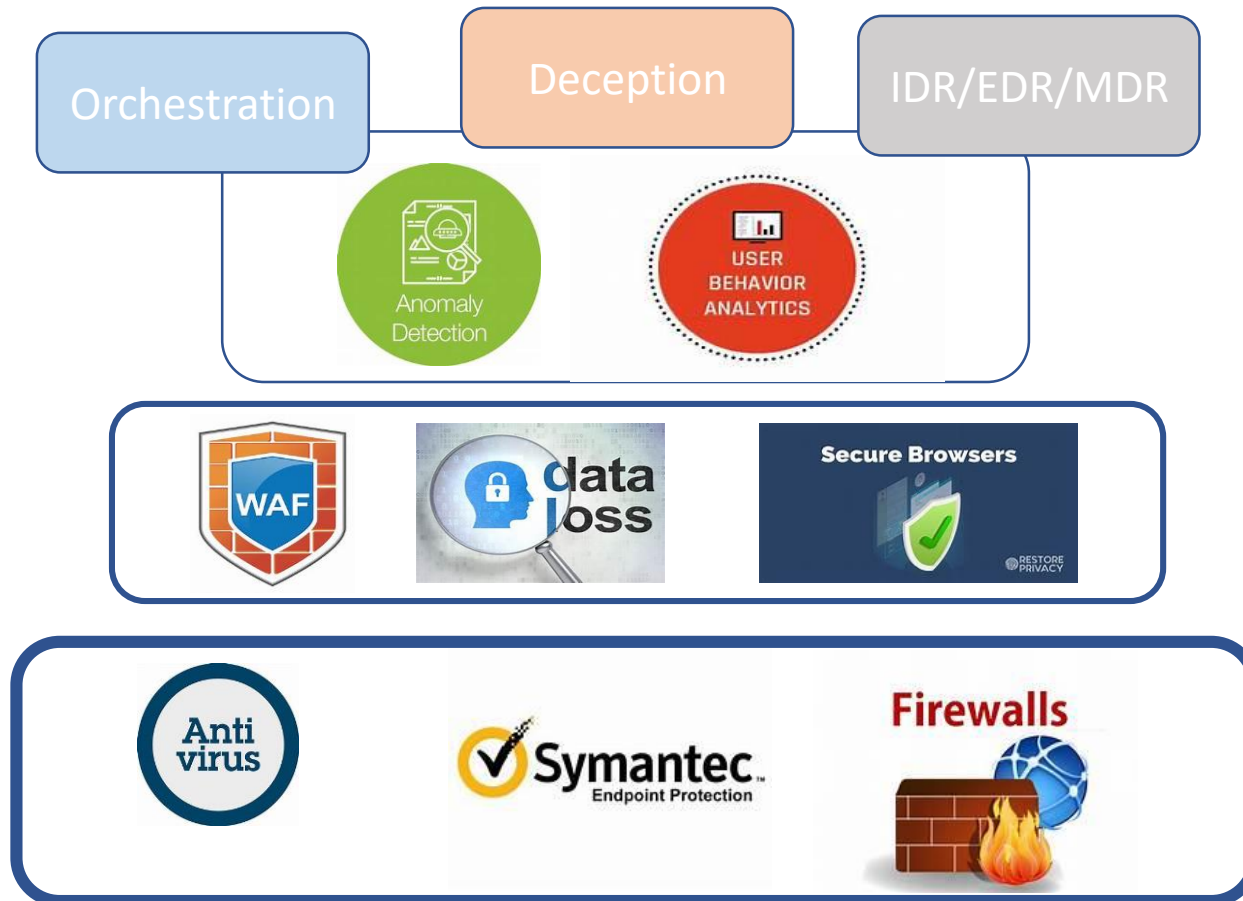 Orchestration
Deception
IDR/EDR/MDR
Anomaly
Detection
USER
BEHAVIOR
ANALYTICS
WAF
data
loss
Secure Browsers
RESTORE
PRIVACY
Anti
virus
Symantec™
Endpoint Protection
Firewalls